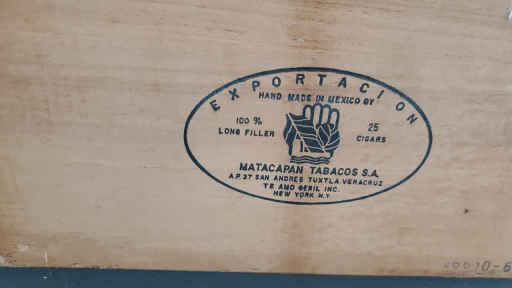 EXPORTACION
HAND MADE IN MEXICO BY
100 %
LONG FILLER
25
CIGARS
MATACAPAN TABACOS S.A.
A.P. 37 SAN ANDRES TUXTLA, VERACRUZ
TE AMO GERIL INC.
NEW YORK N.Y